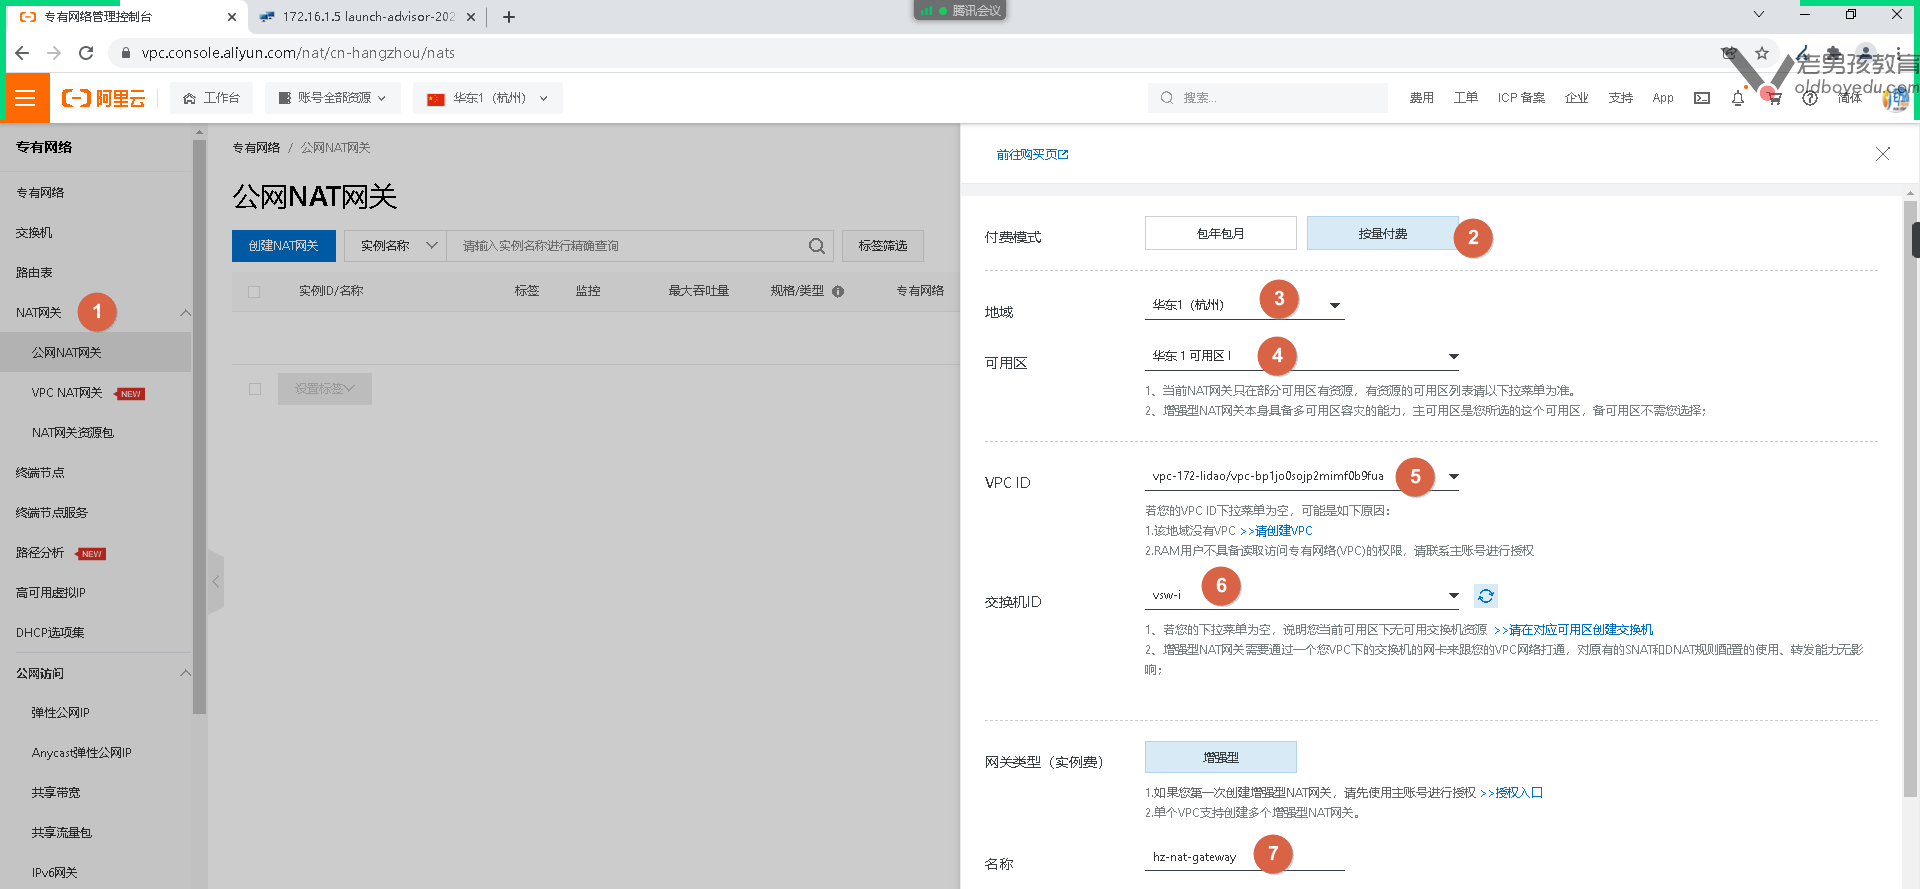 专有网络管理控制台
172.16.1.5 launch-advisor-202
腾讯会议
vpc.console.aliyun.com/nat/cn-hangzhou/nats
阿里云
工作台
账号全部资源
华东1（杭州）
搜索...
费用
工单
ICP 备案
企业
支持
App
简体
老男孩教育
oldboyedu.com
专有网络
专有网络
交换机
路由表
NAT网关
1
公网NAT网关
VPC NAT网关 NEW
NAT网关资源包
终端节点
终端节点服务
路径分析 NEW
高可用虚拟IP
DHCP选项集
公网访问
弹性公网IP
Anycast弹性公网IP
共享带宽
共享流量包
IPv6网关
专有网络 / 公网NAT网关
公网NAT网关
创建NAT网关
实例名称
请输入实例名称进行精确查询
标签筛选
实例ID/名称
标签
监控
最大吞吐量
规格/类型
专有网络
设置标签
前往购买页
付费模式
包年包月
按量付费
2
地域
华东1（杭州）
3
可用区
华东 1 可用区 I
4
1、当前NAT网关只在部分可用区有资源，有资源的可用区列表请以下拉菜单为准。
2、增强型NAT网关本身具备多可用区容灾的能力，主可用区是您所选的这个可用区，备可用区不需您选择；
VPC ID
vpc-172-lidao/vpc-bp1jo0sojp2mimf0b9fua
5
若您的VPC ID下拉菜单为空，可能是如下原因：
1.该地域没有VPC >>请创建VPC
2.RAM用户不具备读取访问专有网络(VPC)的权限，请联系主账号进行授权
交换机ID
vsw-i
6
1、若您的下拉菜单为空，说明您当前可用区下无可用交换机资源 >>请在对应可用区创建交换机
2、增强型NAT网关需要通过一个您VPC下的交换机的网卡来跟您的VPC网络打通，对原有的SNAT和DNAT规则配置的使用、转发能力无影
响；
网关类型（实例费）
增强型
1.如果您第一次创建增强型NAT网关，请先使用主账号进行授权 >>授权入口
2.单个VPC支持创建多个增强型NAT网关。
名称
hz-nat-gateway
7